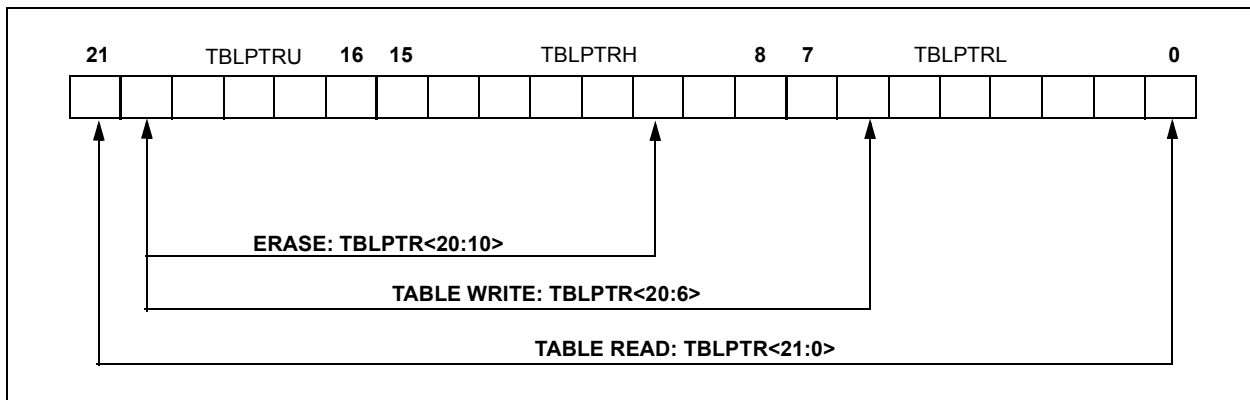 21 TBLPTRU 16 15 TBLPTRH 8 7 TBLPTRL 0
ERASE: TBLPTR<20:10>
TABLE WRITE: TBLPTR<20:6>
TABLE READ: TBLPTR<21:0>